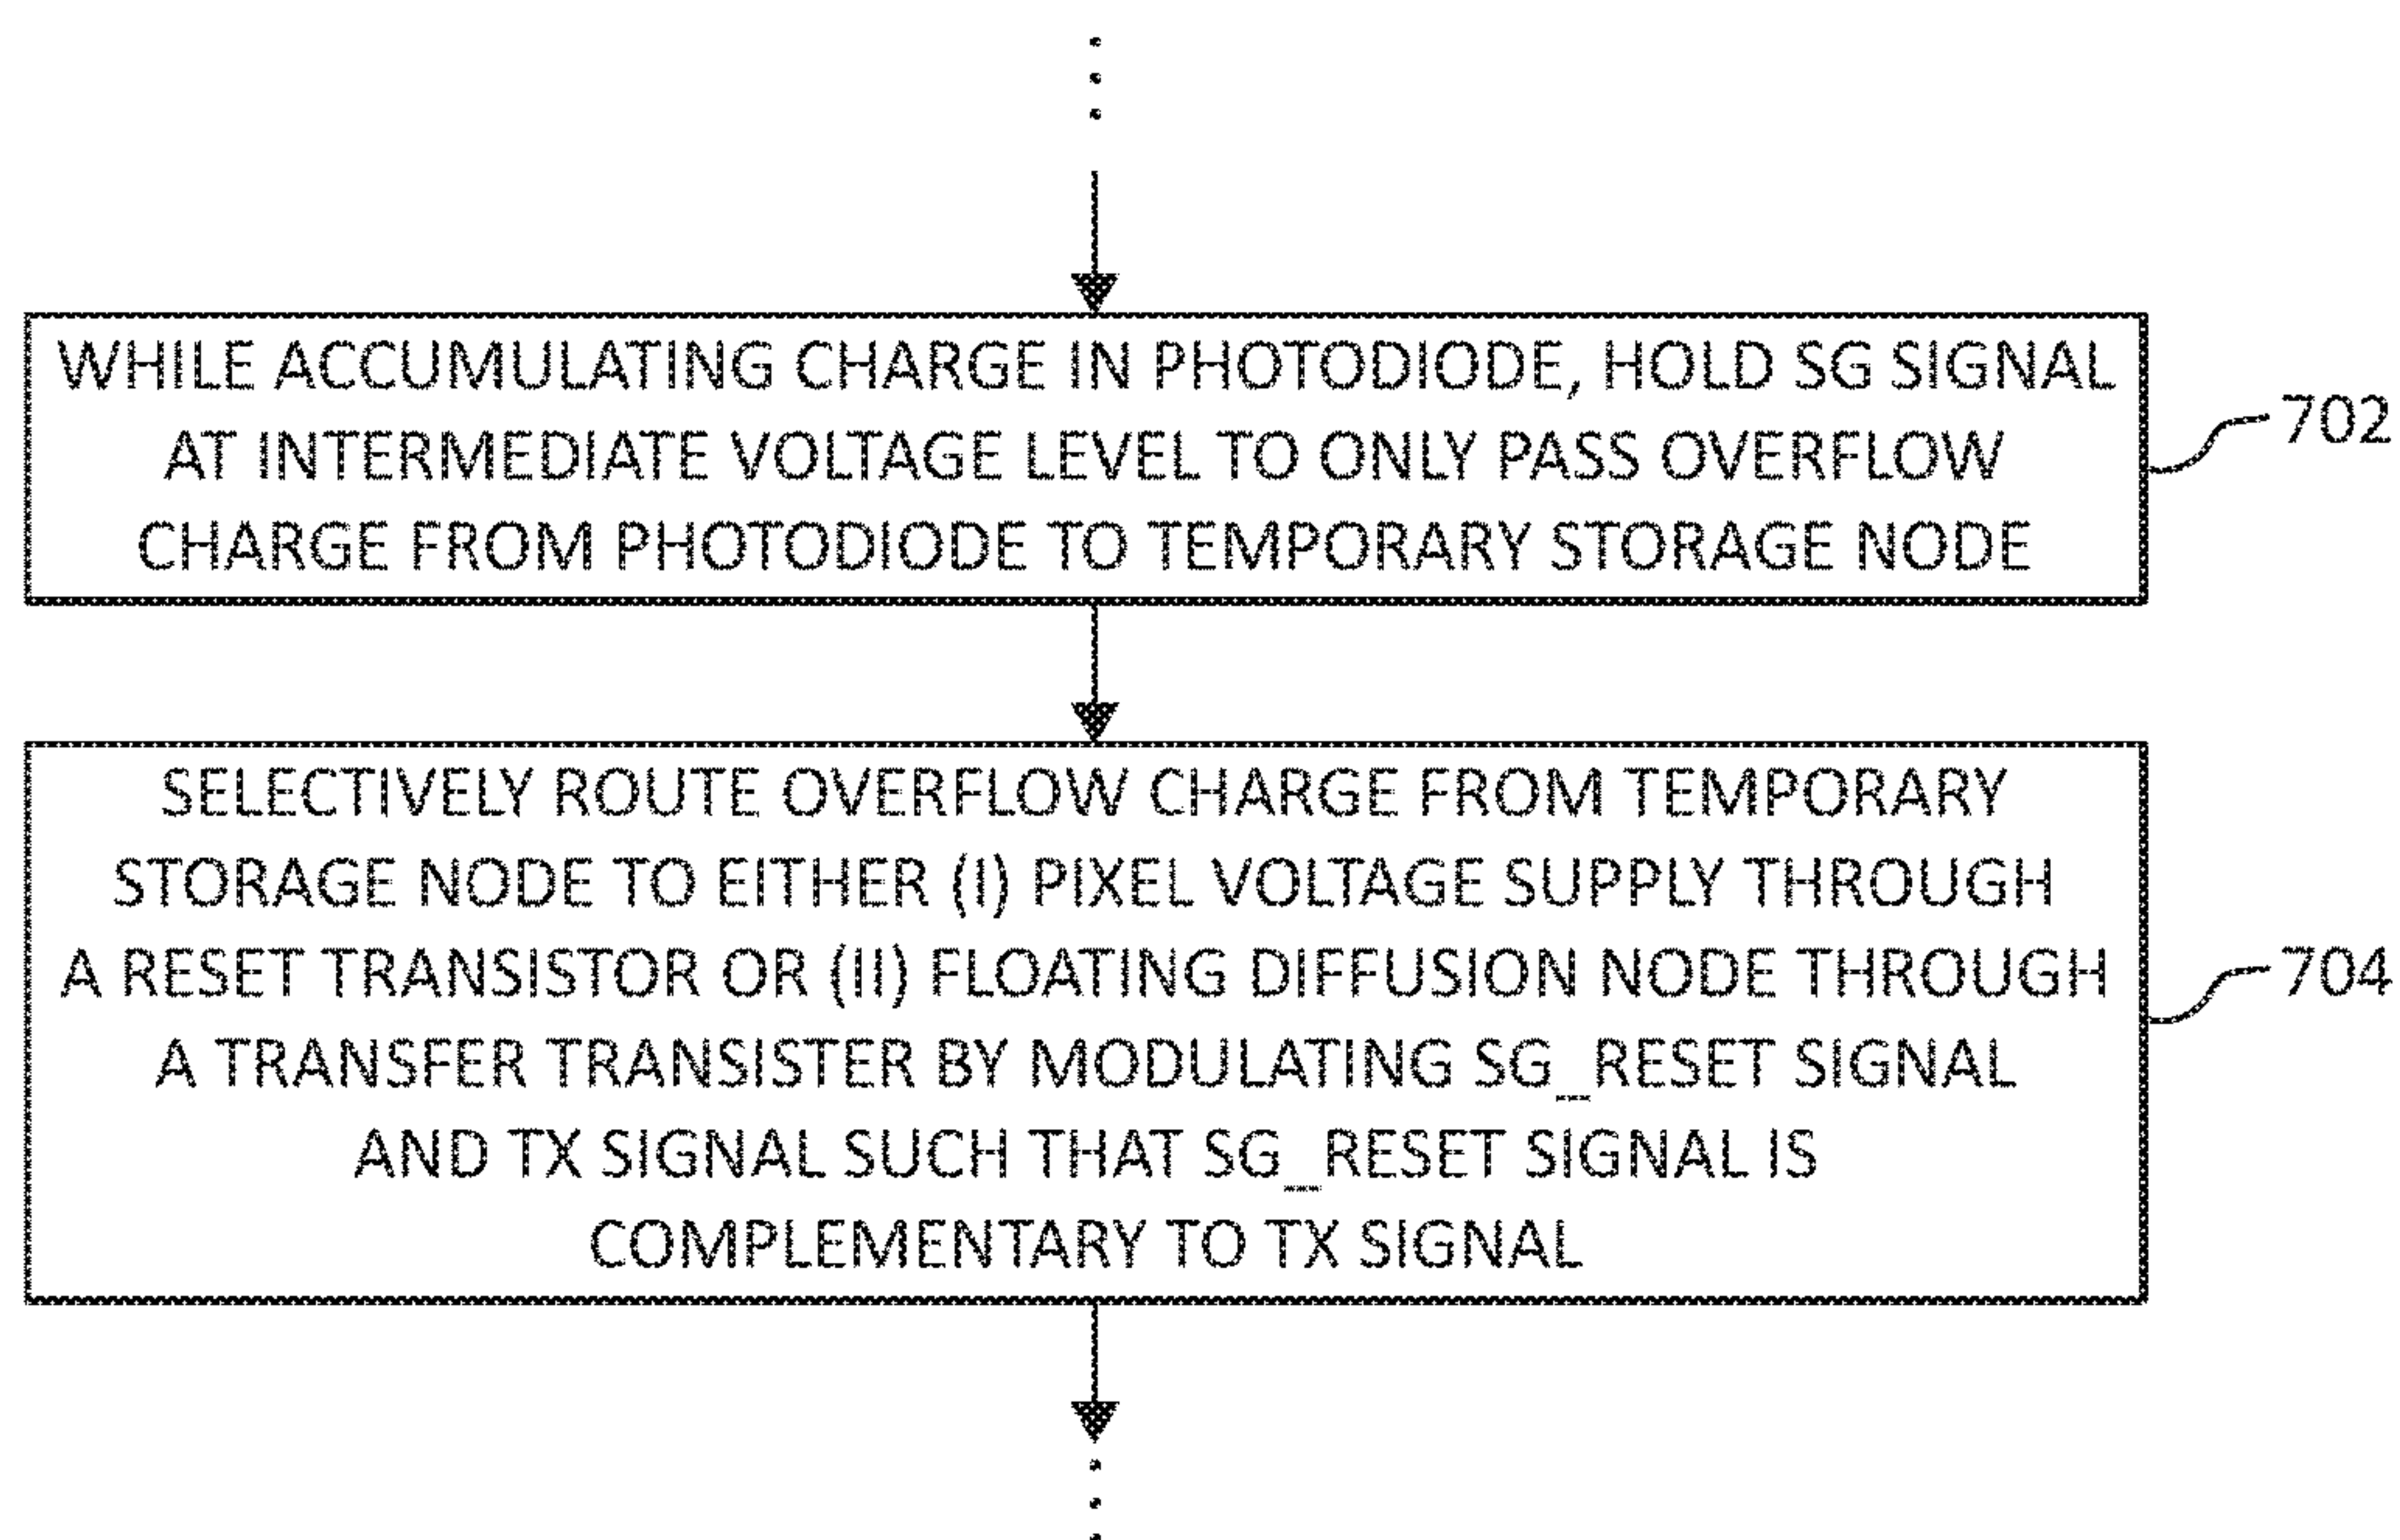 WHILE ACCUMULATING CHARGE IN PHOTODIODE, HOLD SG SIGNAL
AT INTERMEDIATE VOLTAGE LEVEL TO ONLY PASS OVERFLOW
CHARGE FROM PHOTODIODE TO TEMPORARY STORAGE NODE
702
SELECTIVELY ROUTE OVERFLOW CHARGE FROM TEMPORARY
STORAGE NODE TO EITHER (I) PIXEL VOLTAGE SUPPLY THROUGH
A RESET TRANSISTOR OR (II) FLOATING DIFFUSION NODE THROUGH
A TRANSFER TRANSISTER BY MODULATING SG_RESET SIGNAL
AND TX SIGNAL SUCH THAT SG_RESET SIGNAL IS
COMPLEMENTARY TO TX SIGNAL
704